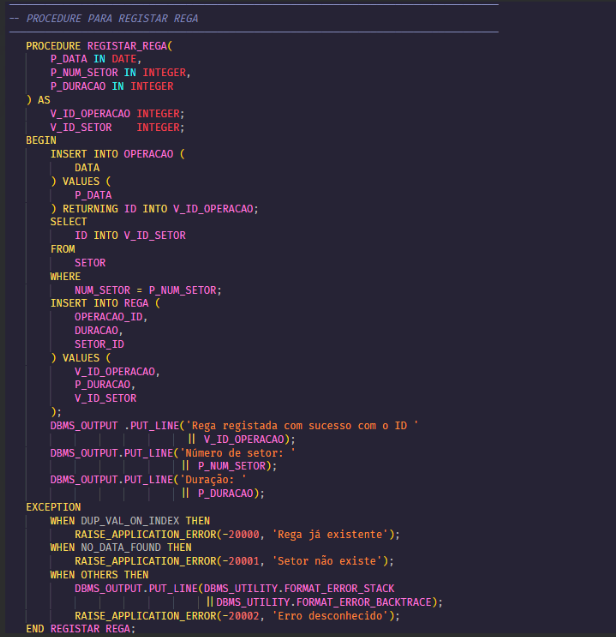 -- PROCEDURE PARA REGISTAR REGA
PROCEDURE REGISTAR_REGA(
P_DATA IN DATE,
P_NUM_SETOR IN INTEGER,
P_DURACAO IN INTEGER
) AS
V_ID_OPERACAO INTEGER;
V_ID_SETOR INTEGER;
BEGIN
INSERT INTO OPERACAO (
DATA
) VALUES (
P_DATA
) RETURNING ID INTO V_ID_OPERACAO;
SELECT
ID INTO V_ID_SETOR
FROM
SETOR
WHERE
NUM_SETOR = P_NUM_SETOR;
INSERT INTO REGA (
OPERACAO_ID,
DURACAO,
SETOR_ID
) VALUES (
V_ID_OPERACAO,
P_DURACAO,
V_ID_SETOR
);
DBMS_OUTPUT .PUT_LINE('Rega registada com sucesso com o ID '
|| V_ID_OPERACAO);
DBMS_OUTPUT.PUT_LINE('Número de setor: '
|| P_NUM_SETOR);
DBMS_OUTPUT.PUT_LINE('Duração: '
|| P_DURACAO);
EXCEPTION
WHEN DUP_VAL_ON_INDEX THEN
RAISE_APPLICATION_ERROR(-20000, 'Rega já existente');
WHEN NO_DATA_FOUND THEN
RAISE_APPLICATION_ERROR(-20001, 'Setor não existe');
WHEN OTHERS THEN
DBMS_OUTPUT.PUT_LINE(DBMS_UTILITY.FORMAT_ERROR_STACK
||DBMS_UTILITY.FORMAT_ERROR_BACKTRACE);
RAISE_APPLICATION_ERROR(-20002, 'Erro desconhecido');
END REGISTAR_REGA;